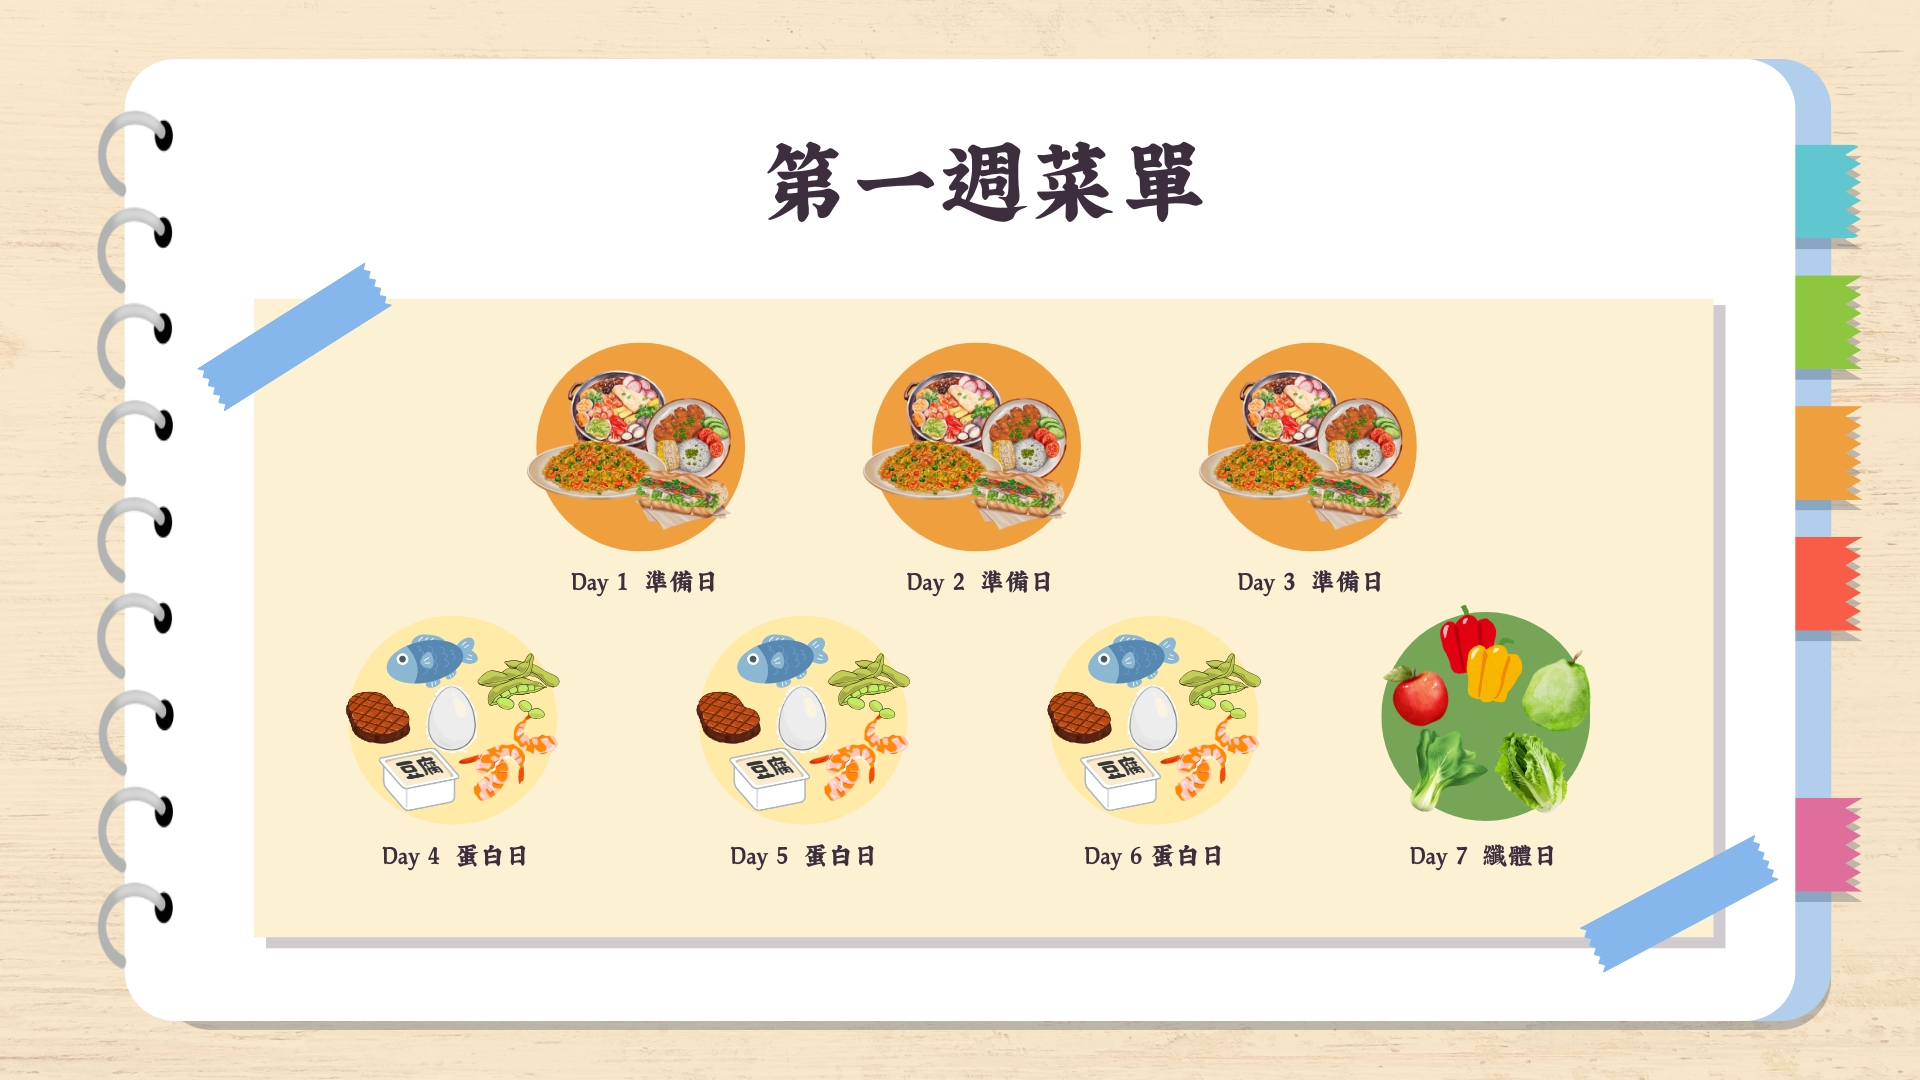 第一週菜單
Day 1 準備日
Day 2 準備日
Day 3 準備日
豆腐
豆腐
豆腐
Day 4 蛋白日
Day 5 蛋白日
Day 6 蛋白日
Day 7 纖體日